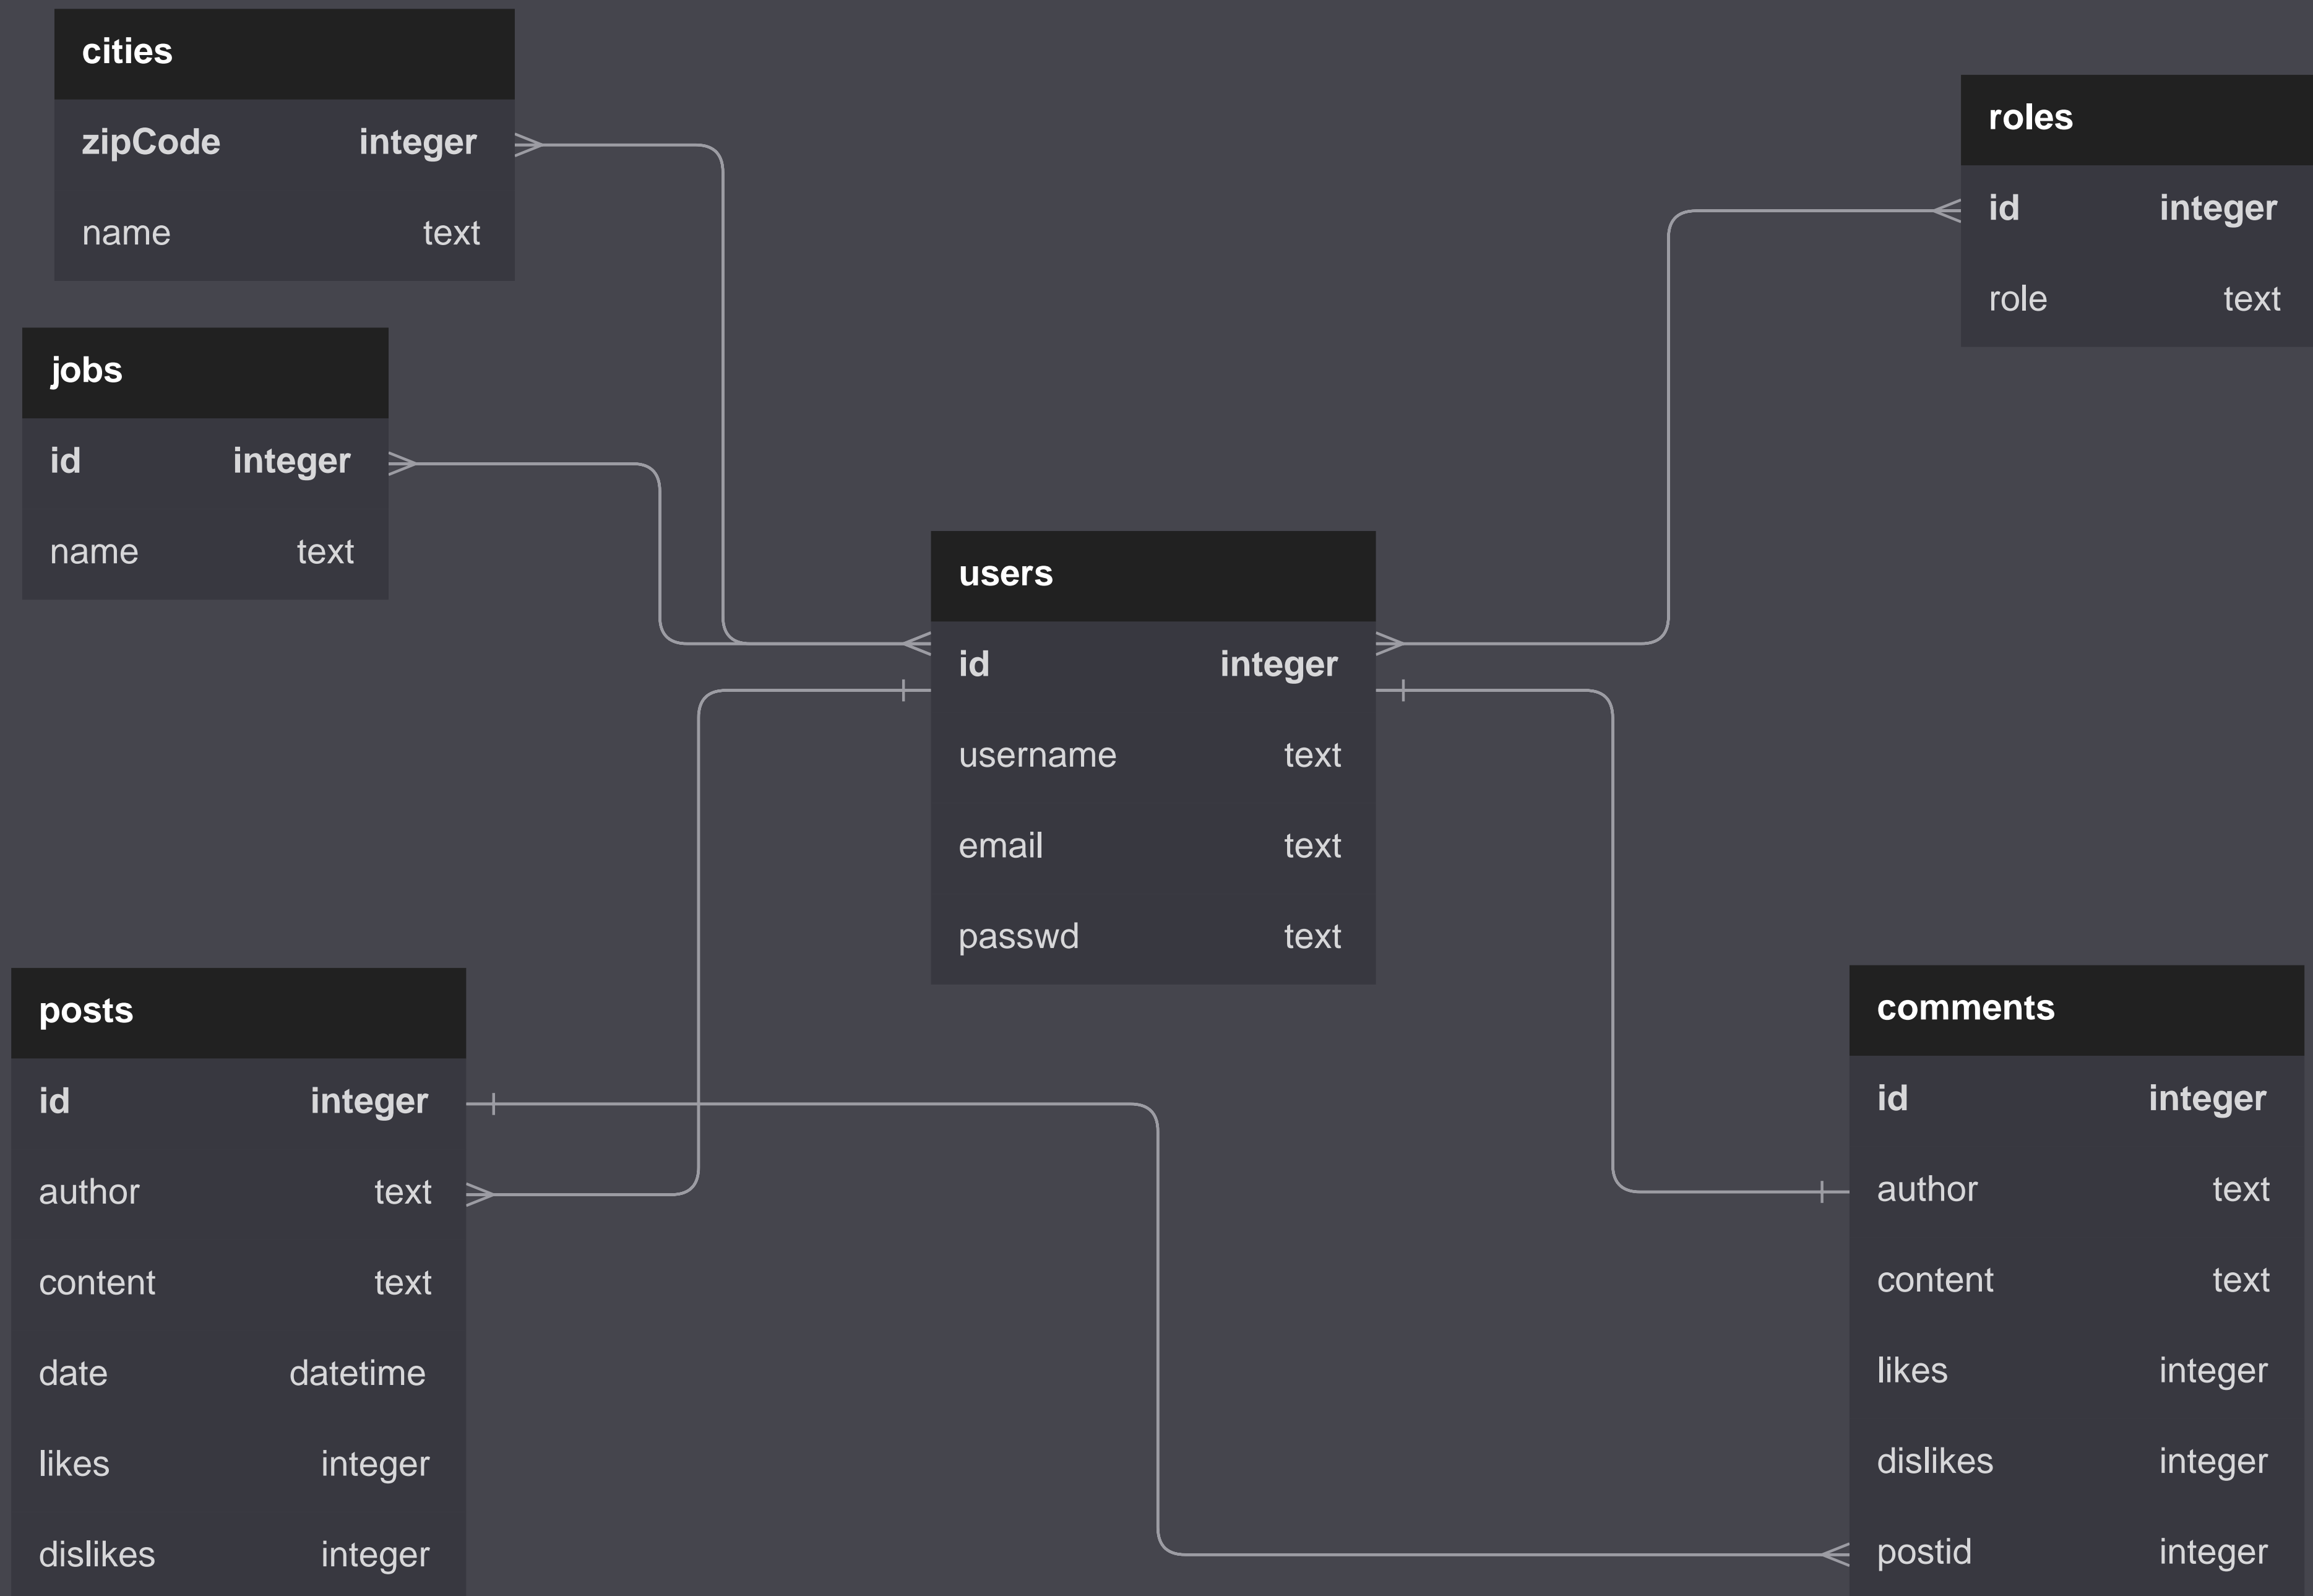 cities
zipCode integer
name text
roles
id integer
role text
jobs
id integer
name text
users
id integer
username text
email text
passwd text
posts
id integer
author text
content text
date datetime
likes integer
dislikes integer
comments
id integer
author text
content text
likes integer
dislikes integer
postid integer